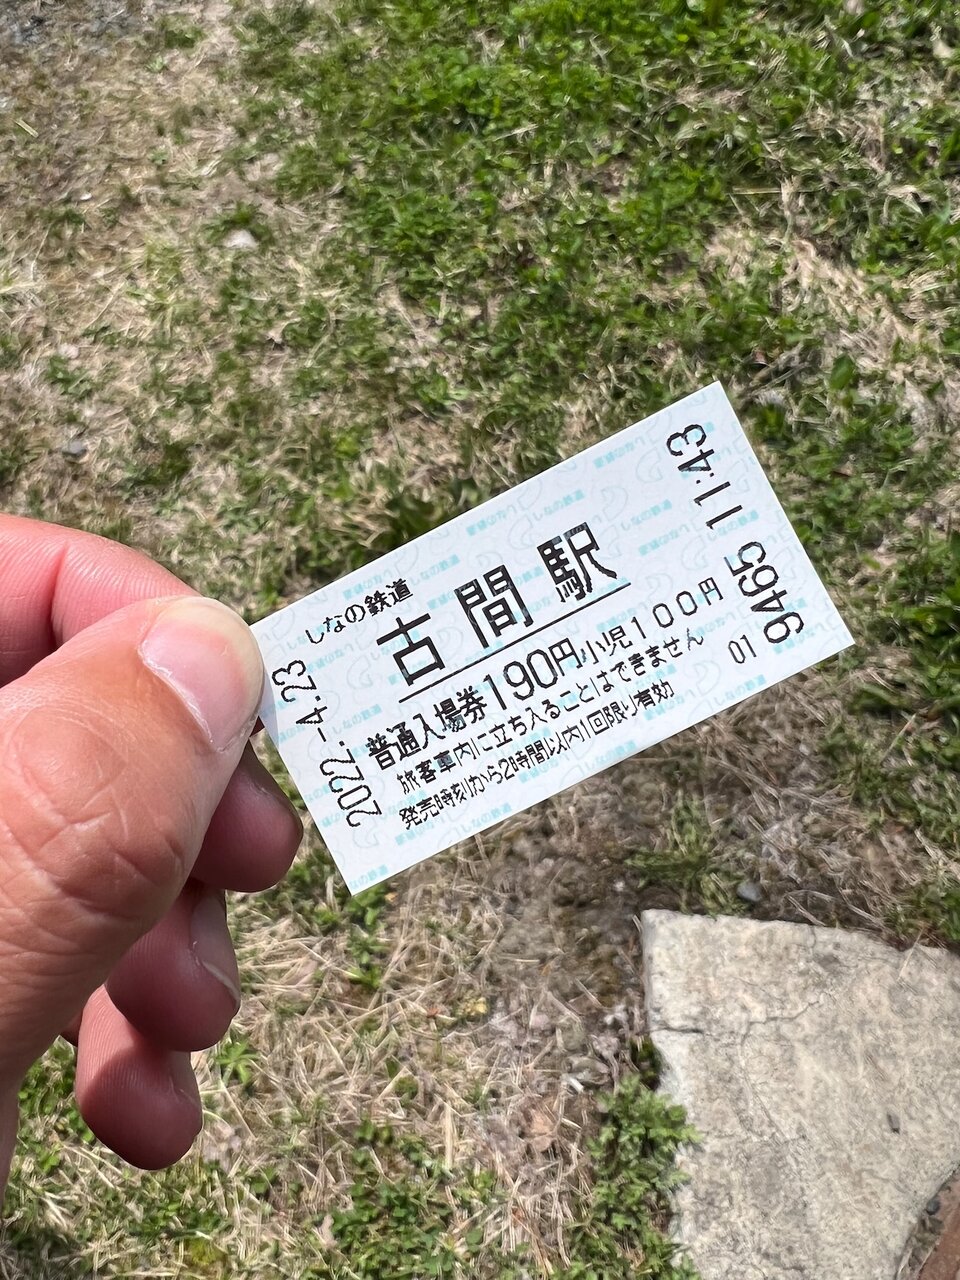 しなの鉄道
古間駅
普通入場券190円小児100円
旅客車内に立ち入ることはできません
発売時刻から2時間以内1回限り有効
2022.-4.23
11:43
9465
01